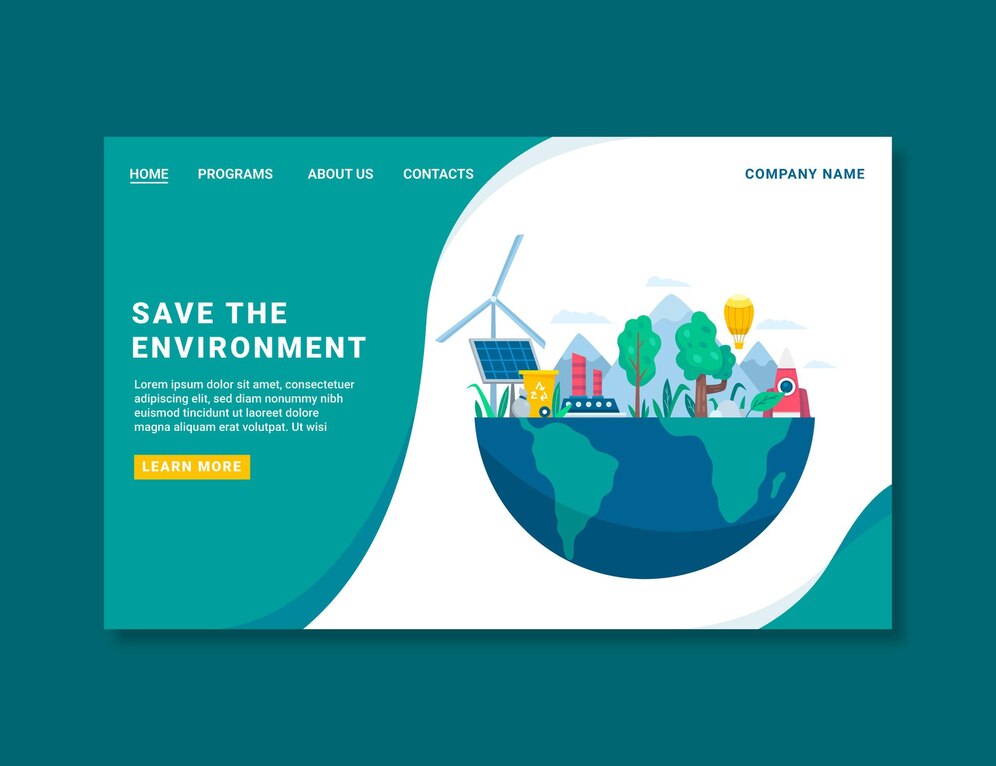 HOME PROGRAMS ABOUT US CONTACTS COMPANY NAME
SAVE THE
ENVIRONMENT
Lorem ipsum dolor sit amet, consectetuer
adipiscing elit, sed diam nonummy nibh
euismod tincidunt ut laoreet dolore
magna aliquam erat volutpat. Ut wisi
LEARN MORE